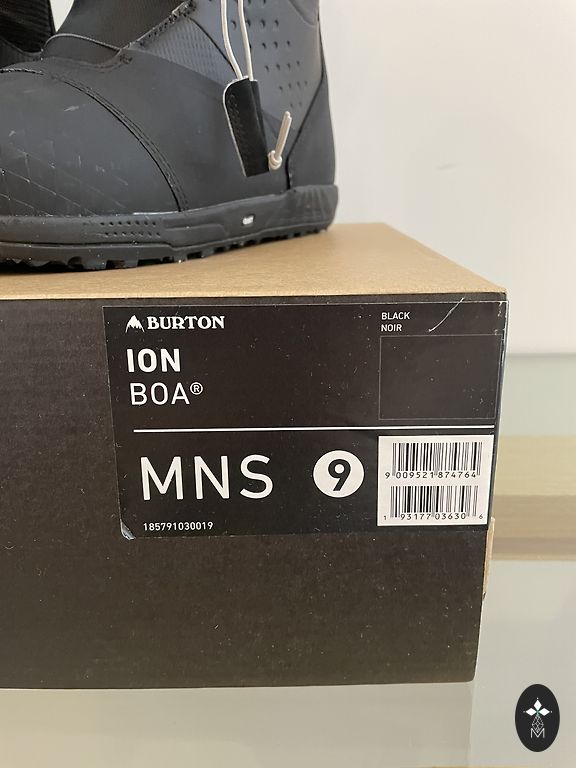 BURTON
BLACK
NOIR
ION
BOA®
MNS 9
9 009521 874764
1 93177 03630 6
185791030019
M